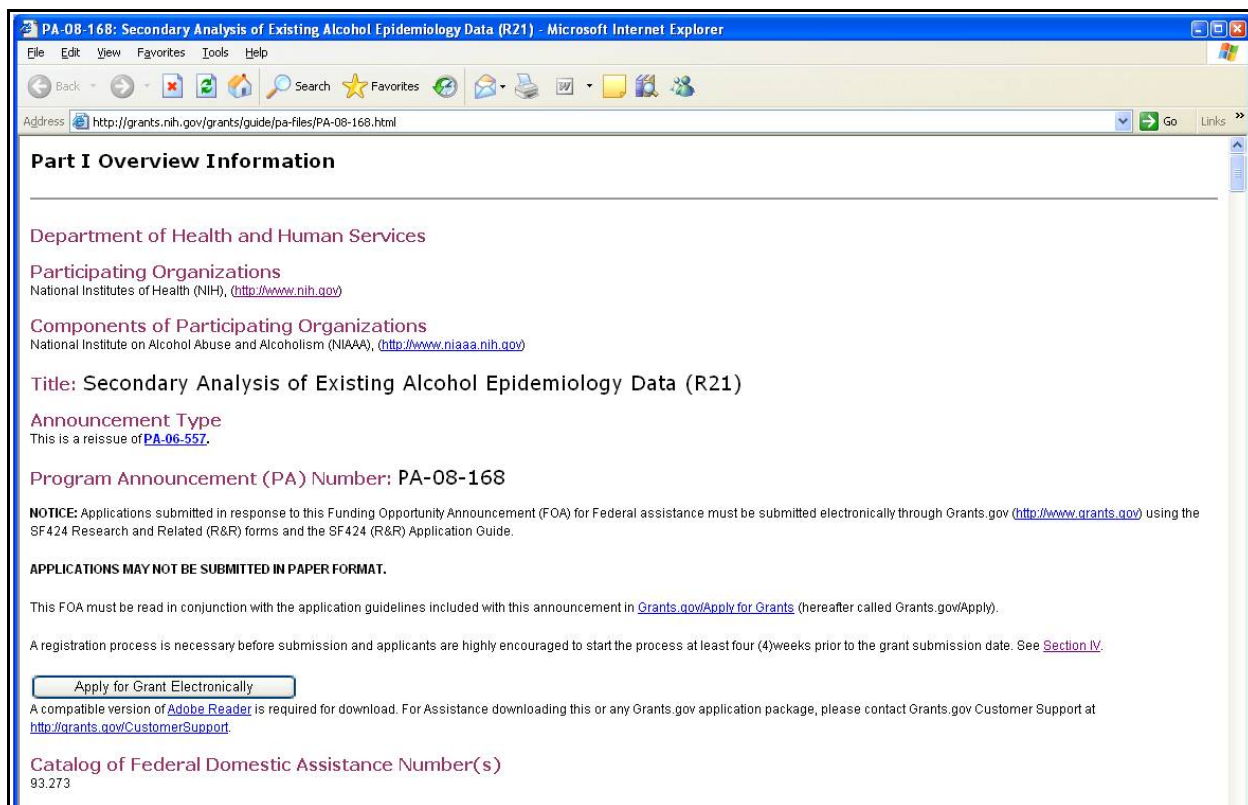 PA-08-168: Secondary Analysis of Existing Alcohol Epidemiology Data (R21) - Microsoft Internet Explorer
File Edit View Favorites Tools Help
Back Search Favorites
Address http://grants.nih.gov/grants/guide/pa-files/PA-08-168.html Go Links »
Part I Overview Information
Department of Health and Human Services
Participating Organizations
National Institutes of Health (NIH), (http://www.nih.gov)
Components of Participating Organizations
National Institute on Alcohol Abuse and Alcoholism (NIAAA), (http://www.niaaa.nih.gov)
Title: Secondary Analysis of Existing Alcohol Epidemiology Data (R21)
Announcement Type
This is a reissue of PA-06-557.
Program Announcement (PA) Number: PA-08-168
NOTICE: Applications submitted in response to this Funding Opportunity Announcement (FOA) for Federal assistance must be submitted electronically through Grants.gov (http://www.grants.gov) using the
SF424 Research and Related (R&R) forms and the SF424 (R&R) Application Guide.
APPLICATIONS MAY NOT BE SUBMITTED IN PAPER FORMAT.
This FOA must be read in conjunction with the application guidelines included with this announcement in Grants.gov/Apply for Grants (hereafter called Grants.gov/Apply).
A registration process is necessary before submission and applicants are highly encouraged to start the process at least four (4)weeks prior to the grant submission date. See Section IV.
Apply for Grant Electronically
A compatible version of Adobe Reader is required for download. For Assistance downloading this or any Grants.gov application package, please contact Grants.gov Customer Support at
http://grants.gov/CustomerSupport.
Catalog of Federal Domestic Assistance Number(s)
93.273